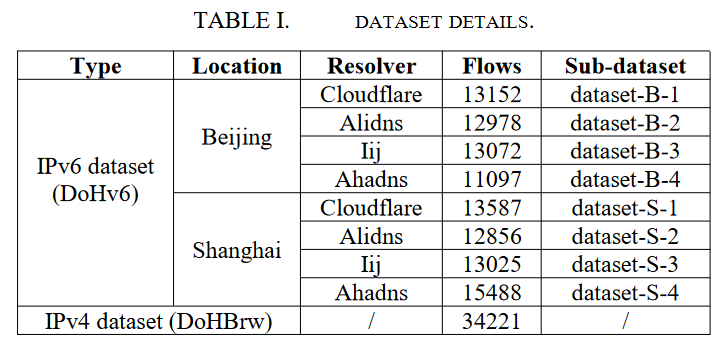 TABLE I. DATASET DETAILS.
Type Location Resolver Flows Sub-dataset
IPv6 dataset (DoHv6) Beijing Cloudflare 13152 dataset-B-1
Alidns 12978 dataset-B-2
Iij 13072 dataset-B-3
Ahadns 11097 dataset-B-4
Shanghai Cloudflare 13587 dataset-S-1
Alidns 12856 dataset-S-2
Iij 13025 dataset-S-3
Ahadns 15488 dataset-S-4
IPv4 dataset (DoHBrw) / 34221 /